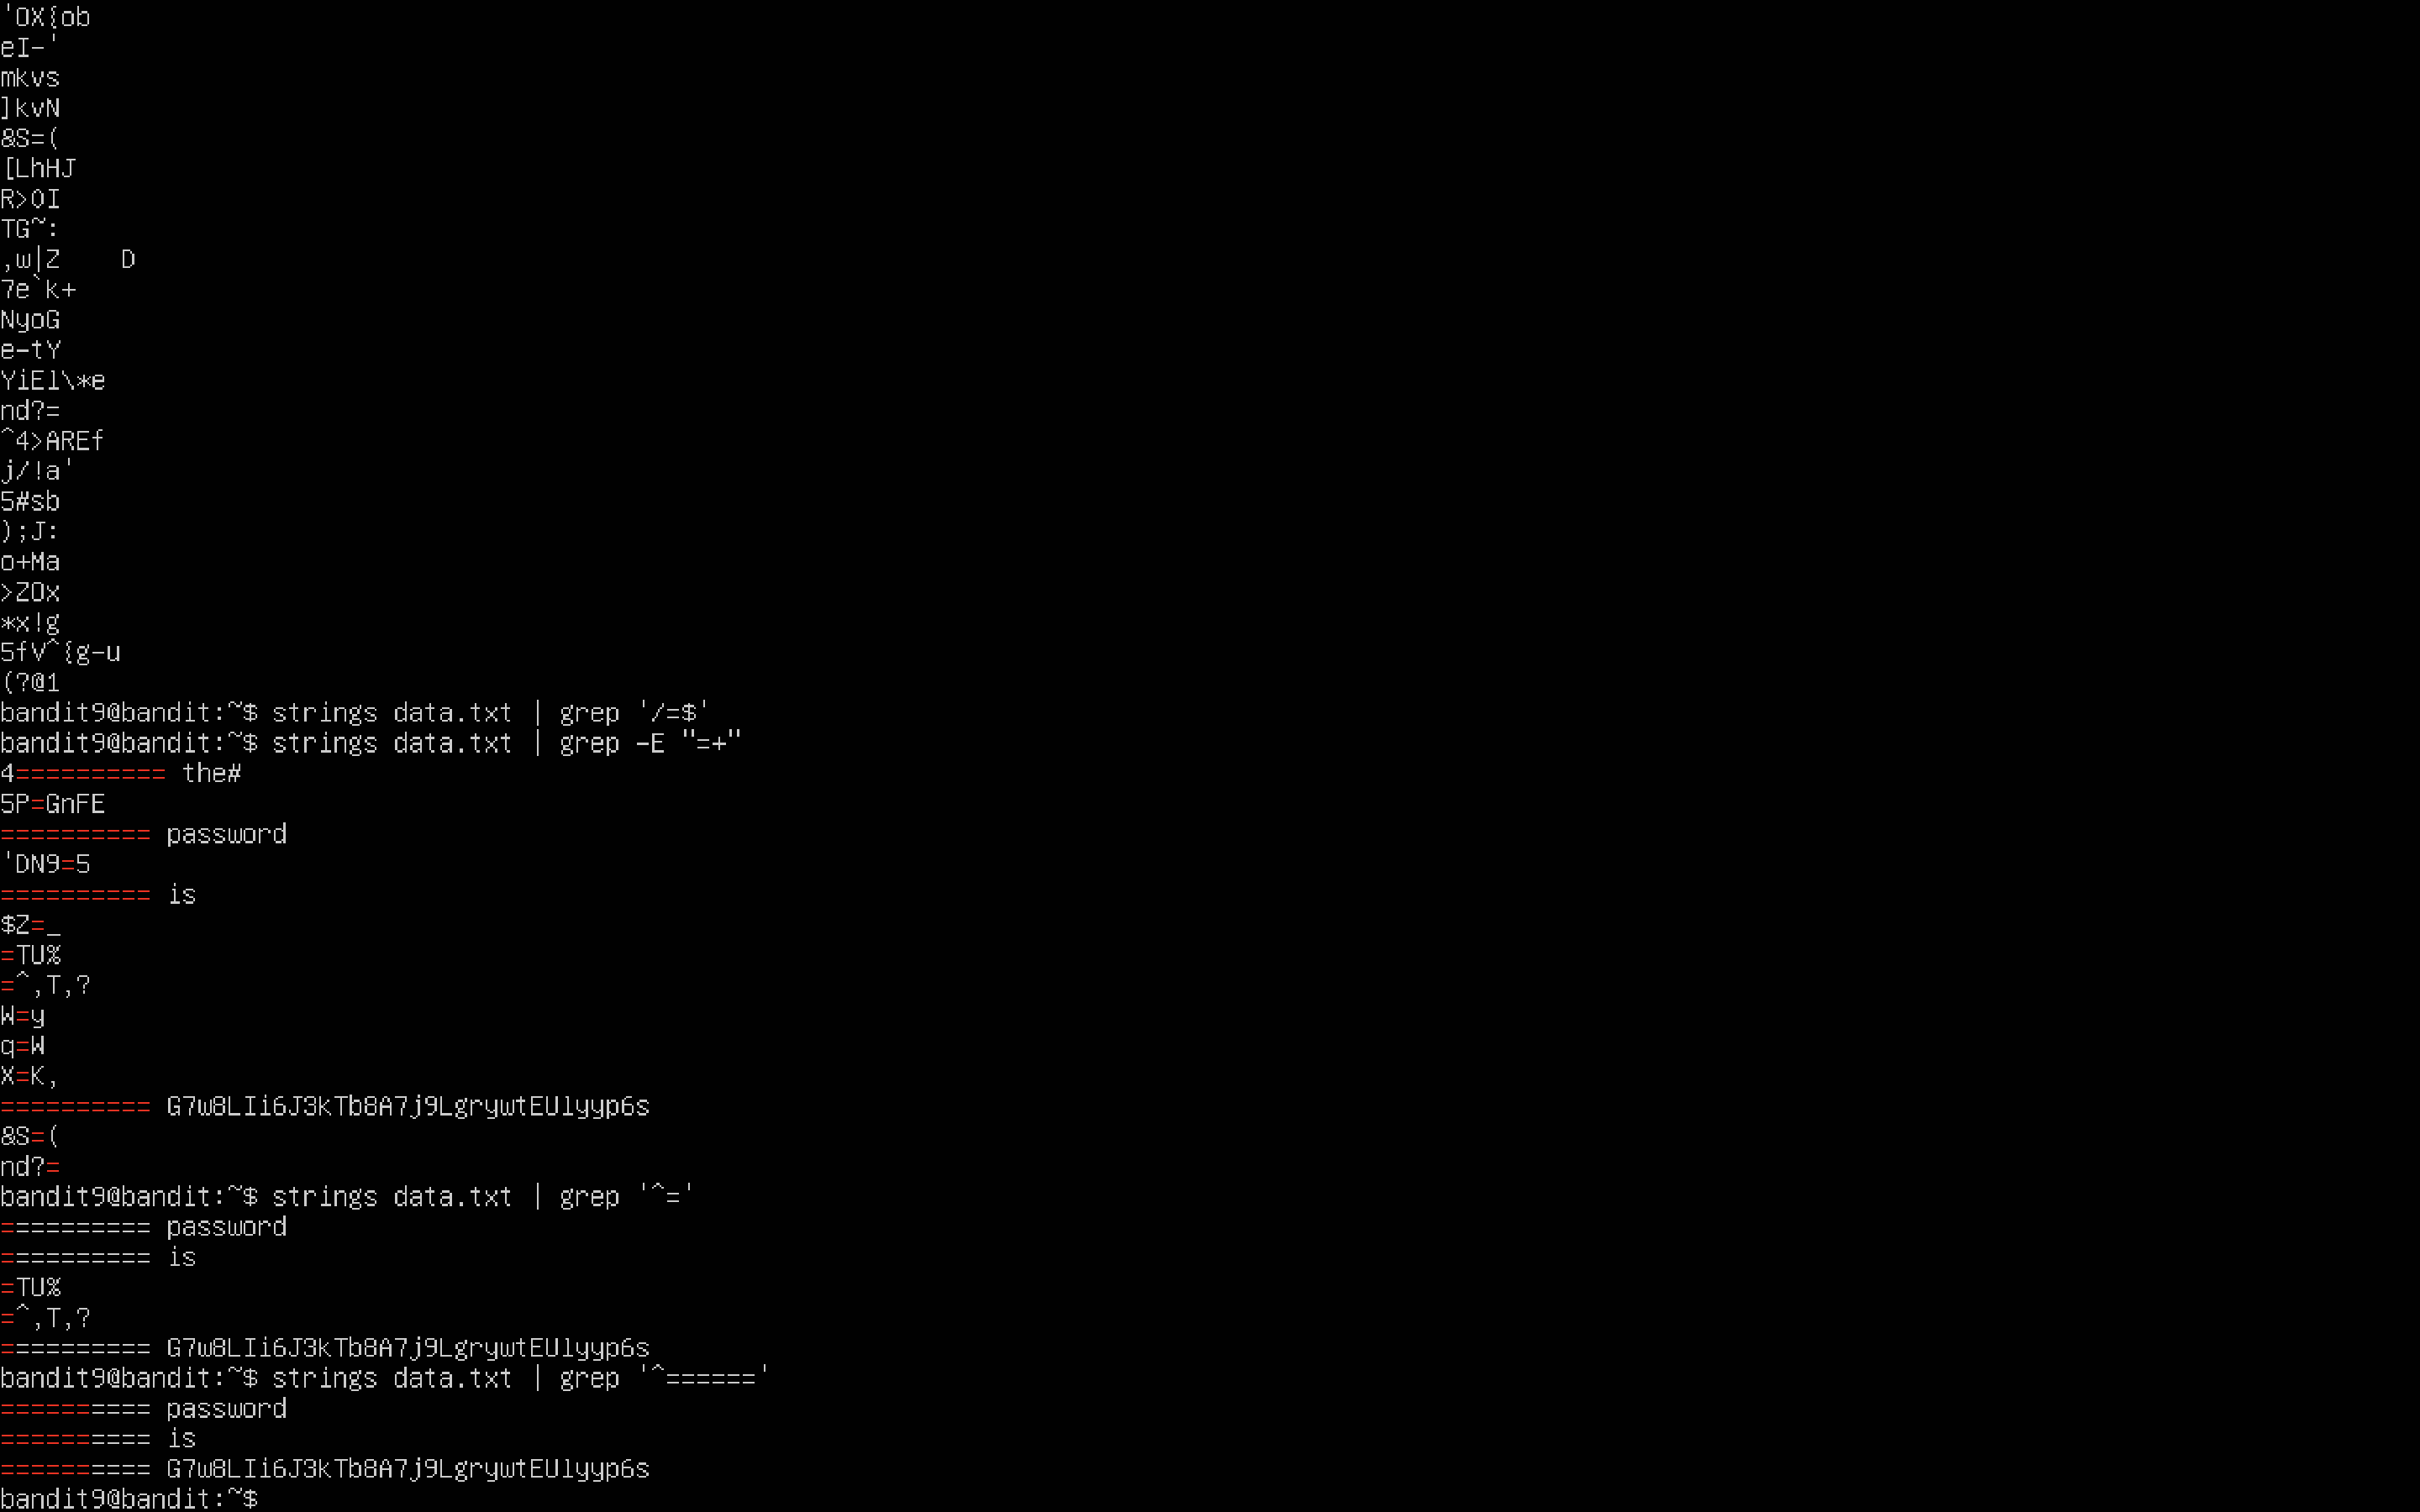 'OX{ob
eI-'
mkvs
]kvN
&S=(
[LhHJ
R>OI
TG~:
,w|Z    D
7e`k+
NyoG
e-tY
YiEl\*e
nd?=
^4>AREf
j/!a'
5#sb
);J:
o+Ma
>ZOx
*x!g
5fV^{g-u
(?@1
bandit9@bandit:~$ strings data.txt | grep '/=$'
bandit9@bandit:~$ strings data.txt | grep -E "=+"
4========== the#
5P=GnFE
========== password
'DN9=5
========== is
$Z=_
=TU%
=^,T,?
W=y
q=W
X=K,
========== G7w8LIi6J3kTb8A7j9LgrywtEUlyyp6s
&S=(
nd?=
bandit9@bandit:~$ strings data.txt | grep '^='
========== password
========== is
=TU%
=^,T,?
========== G7w8LIi6J3kTb8A7j9LgrywtEUlyyp6s
bandit9@bandit:~$ strings data.txt | grep '^======'
========== password
========== is
========== G7w8LIi6J3kTb8A7j9LgrywtEUlyyp6s
bandit9@bandit:~$